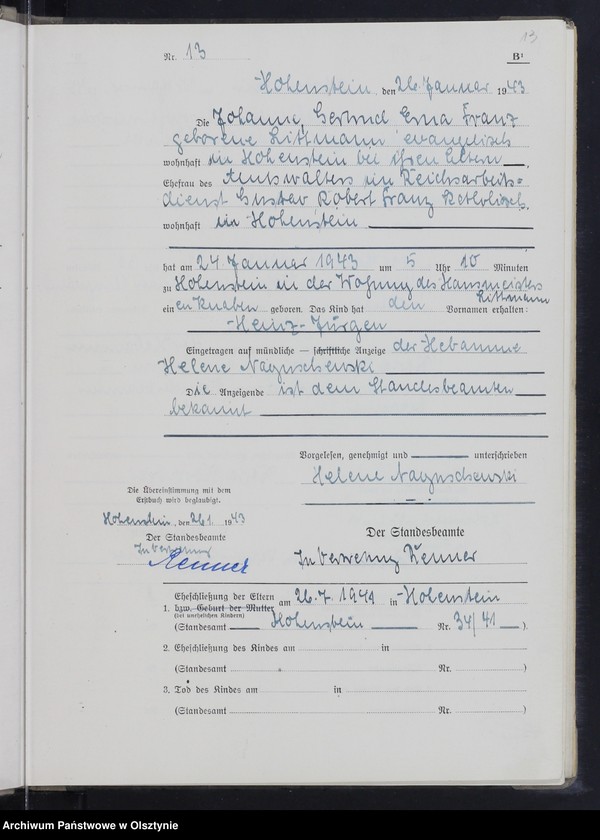 13
Nr. 13
B¹
Hohenstein, den 26. Januar 1943
Die Johanna, Gertrud Erna Franz
geborene Littmann evangelisch
wohnhaft in Hohenstein bei ihren Eltern
Ehefrau des Amtswalters im Reichsarbeits=
dienst Gustav Robert Franz katholisch,
wohnhaft in Hohenstein
hat am 24 Januar 1943 um 5 Uhr 10 Minuten
zu Hohenstein in der Wohnung des Hausmeisters
Littmann
einen Knaben geboren. Das Kind hat den Vornamen erhalten:
Heinz-Jürgen
Eingetragen auf mündliche — schriftliche Anzeige der Hebamme
Helene
Die Anzeigende ist dem Standesbeamten
bekannt
Vorgelesen, genehmigt und unterschrieben
Helene
Die Übereinstimmung mit dem
Erstbuch wird beglaubigt.
Hohenstein, den 26.1. 1943
Der Standesbeamte
In Vertretung
Der Standesbeamte
In Vertretung
Eheschließung der Eltern
1. bzw. Geburt der Mutter am 26.7.1941 in Hohenstein
(bei unehelichen Kindern)
(Standesamt Hohenstein Nr. 34/41)
2. Eheschließung des Kindes am in
(Standesamt Nr. )
3. Tod des Kindes am in
(Standesamt Nr. )
Archiwum Państwowe w Olsztynie